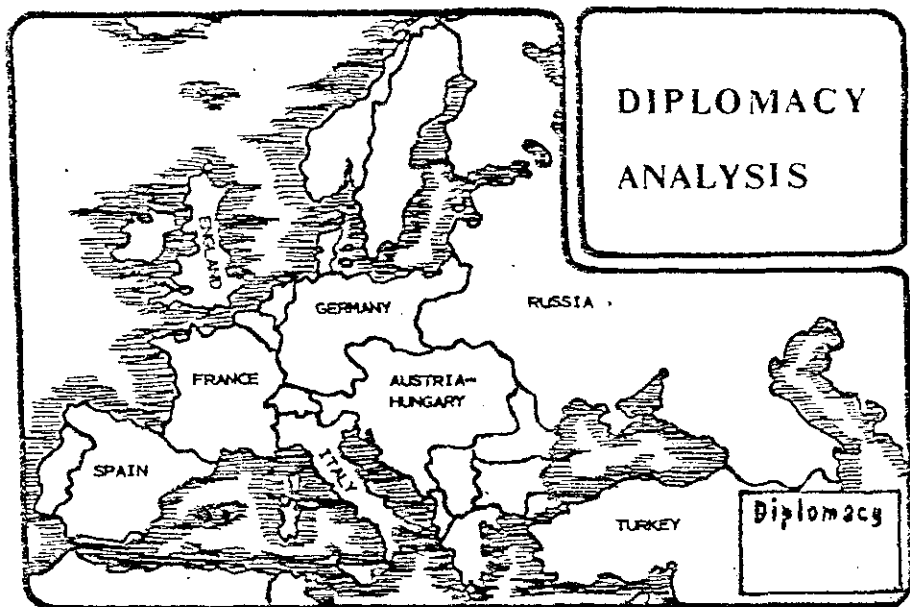 DIPLOMACY
ANALYSIS
ENGLAND
GERMANY
RUSSIA
FRANCE
AUSTRIA-
HUNGARY
SPAIN
ITALY
TURKEY
Diplomacy